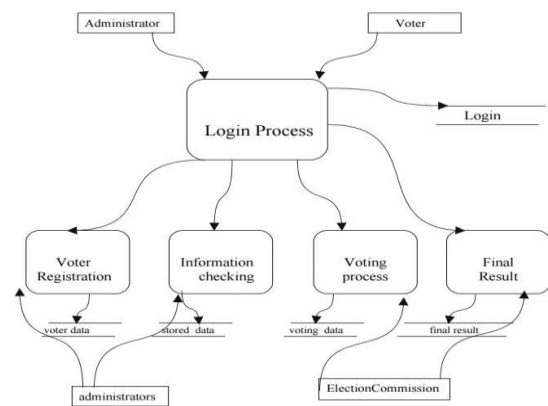 Administrator
Voter
Login Process
Login
Voter
Registration
Information
checking
Voting
process
Final
Result
voter data
stored data
voting data
final result
administrators
ElectionCommission